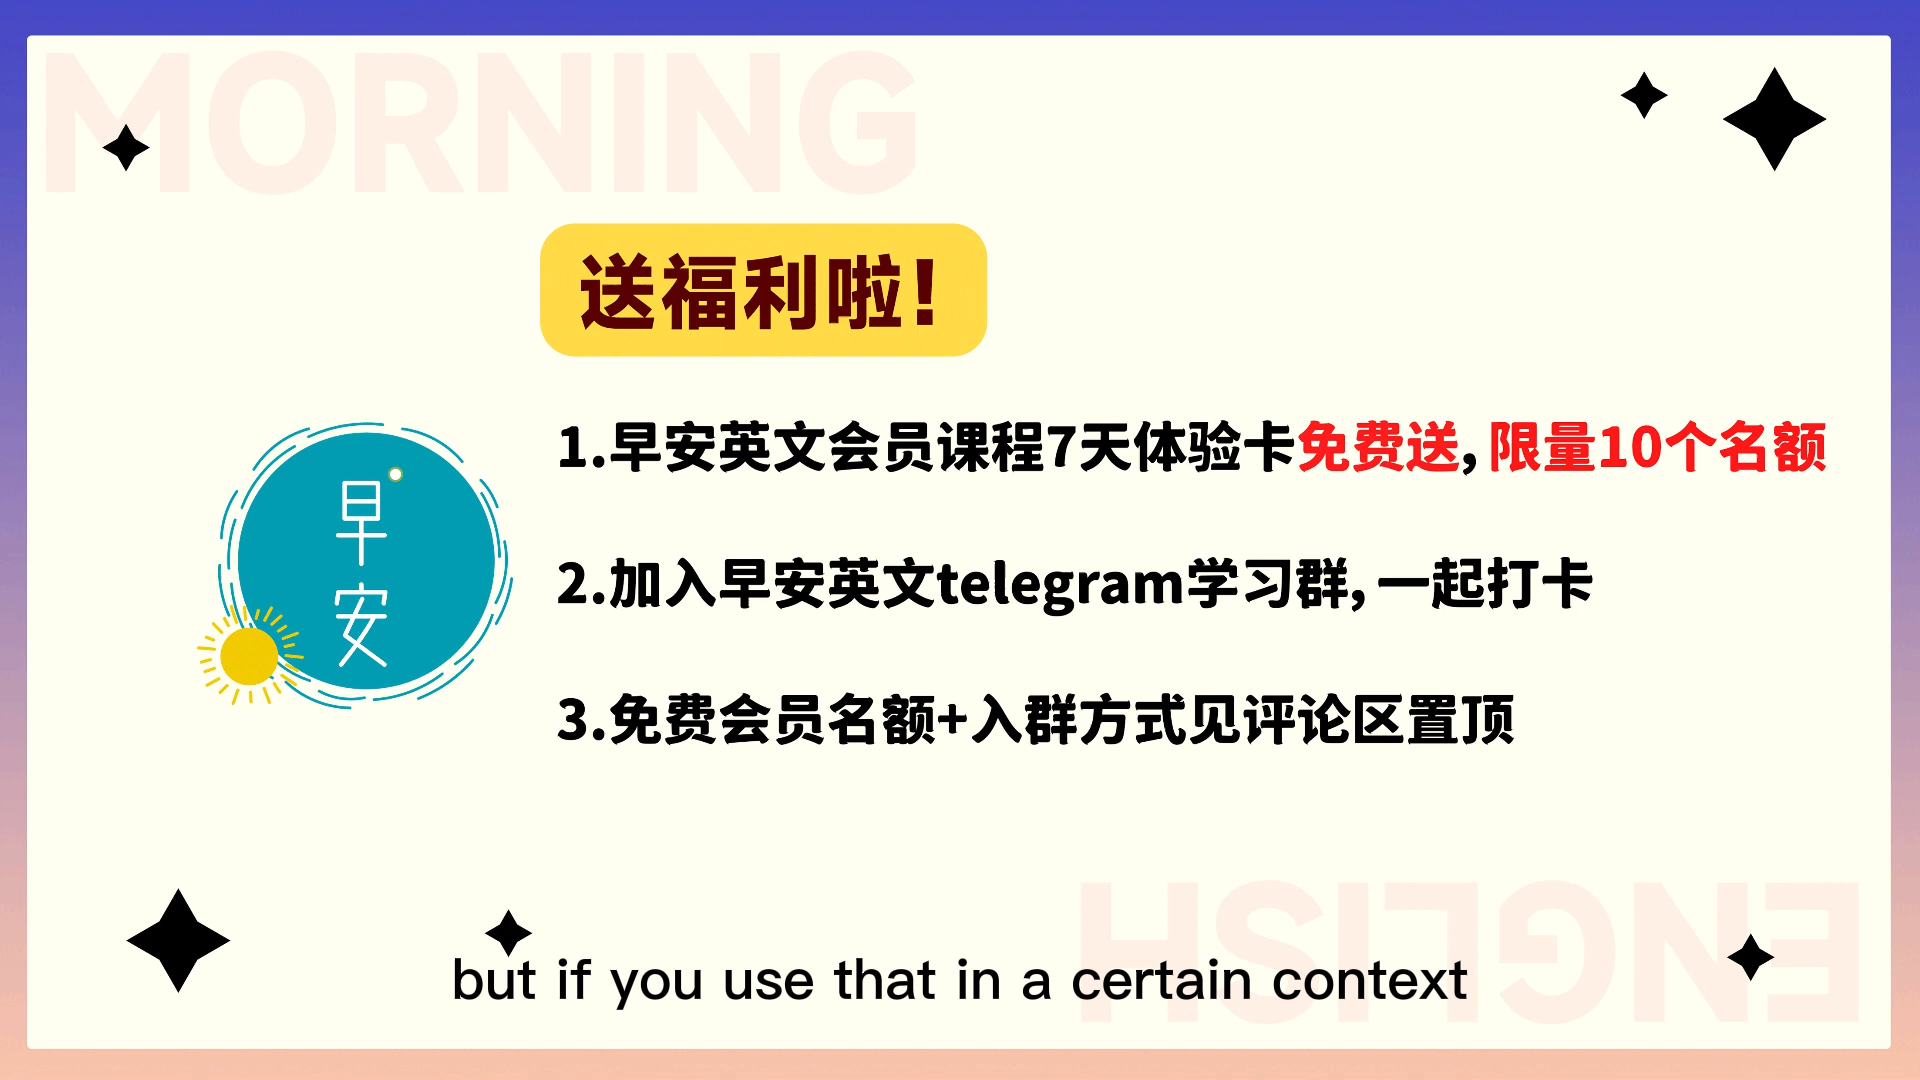 MORNING
送福利啦!
1.早安英文会员课程7天体验卡免费送,限量10个名额
早安
2.加入早安英文telegram学习群,一起打卡
3.免费会员名额+入群方式见评论区置顶
ENGLISH
but if you use that in a certain context